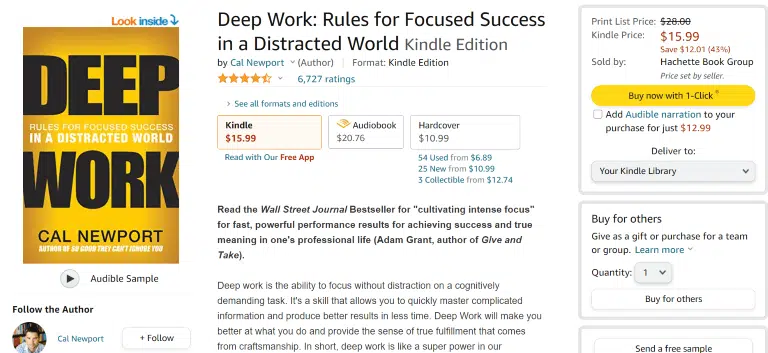 Look inside
DEEP
RULES FOR FOCUSED SUCCESS
IN A DISTRACTED WORLD
WORK
CAL NEWPORT
AUTHOR OF SO GOOD THEY CAN'T IGNORE YOU
Audible Sample
Follow the Author
Cal Newport
+ Follow
Deep Work: Rules for Focused Success
in a Distracted World Kindle Edition
by Cal Newport (Author) Format: Kindle Edition
6,727 ratings
› See all formats and editions
Kindle
$15.99
Audiobook
$20.76
Hardcover
$10.99
Read with Our Free App
54 Used from $6.89
25 New from $10.99
3 Collectible from $12.74
Read the Wall Street Journal Bestseller for "cultivating intense focus"
for fast, powerful performance results for achieving success and true
meaning in one's professional life (Adam Grant, author of Give and
Take).
Deep work is the ability to focus without distraction on a cognitively
demanding task. It's a skill that allows you to quickly master complicated
information and produce better results in less time. Deep Work will make you
better at what you do and provide the sense of true fulfillment that comes
from craftsmanship. In short, deep work is like a super power in our
Print List Price: $28.00
Kindle Price: $15.99
Save $12.01 (43%)
Sold by: Hachette Book Group
Price set by seller.
Buy now with 1-Click ®
Add Audible narration to your
purchase for just $12.99
Deliver to:
Your Kindle Library
Buy for others
Give as a gift or purchase for a team
or group. Learn more
Quantity: 1
Buy for others
Send a free sample